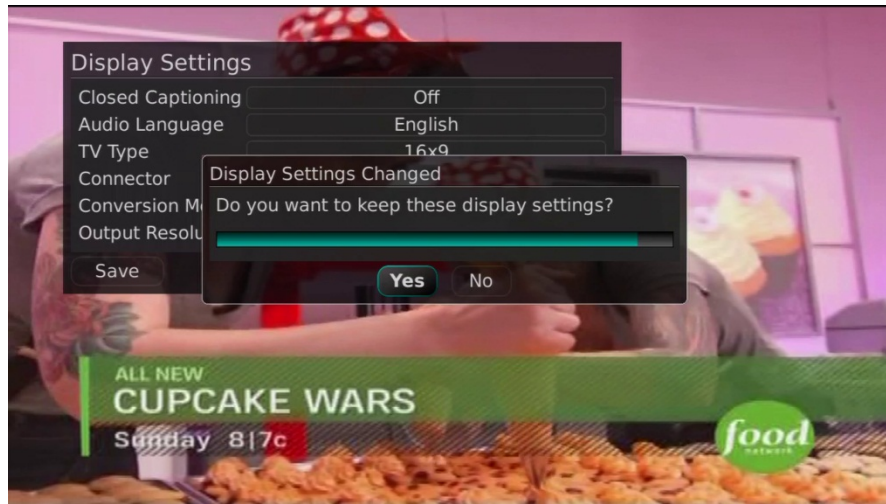 Display Settings
Closed Captioning Off
Audio Language English
TV Type 16x9
Connector
Conversion M
Output Resolu
Save
Display Settings Changed
Do you want to keep these display settings?
Yes No
ALL NEW
CUPCAKE WARS
Sunday 8|7c
food
network